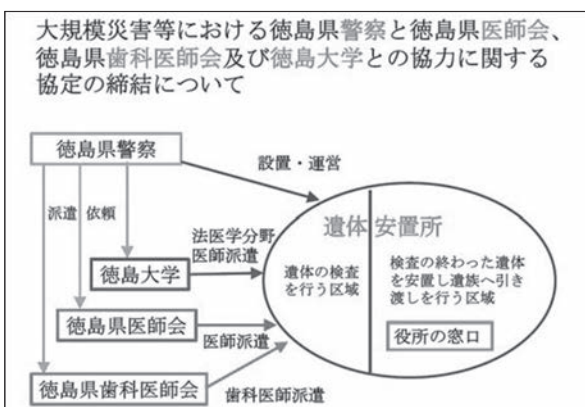 大規模災害等における徳島県警察と徳島県医師会、
徳島県歯科医師会及び徳島大学との協力に関する
協定の締結について
徳島県警察
設置・運営
派遣 依頼
法医学分野
医師派遣
徳島大学
遺体 安置所
遺体の検査
を行う区域
検査の終わった遺体
を安置し遺族へ引き
渡しを行う区域
役所の窓口
徳島県医師会
医師派遣
徳島県歯科医師会
歯科医師派遣